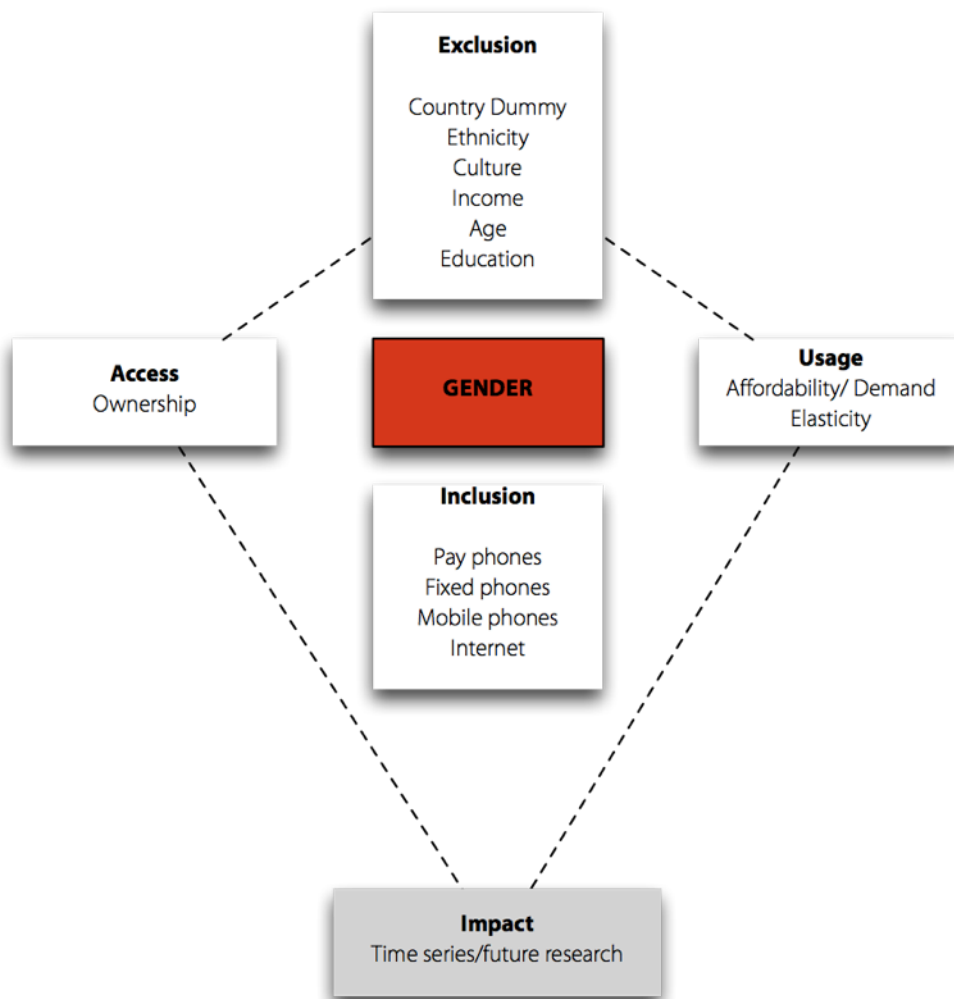 Exclusion
Country Dummy
Ethnicity
Culture
Income
Age
Education
Access
Ownership
GENDER
Usage
Affordability/ Demand
Elasticity
Inclusion
Pay phones
Fixed phones
Mobile phones
Internet
Impact
Time series/future research